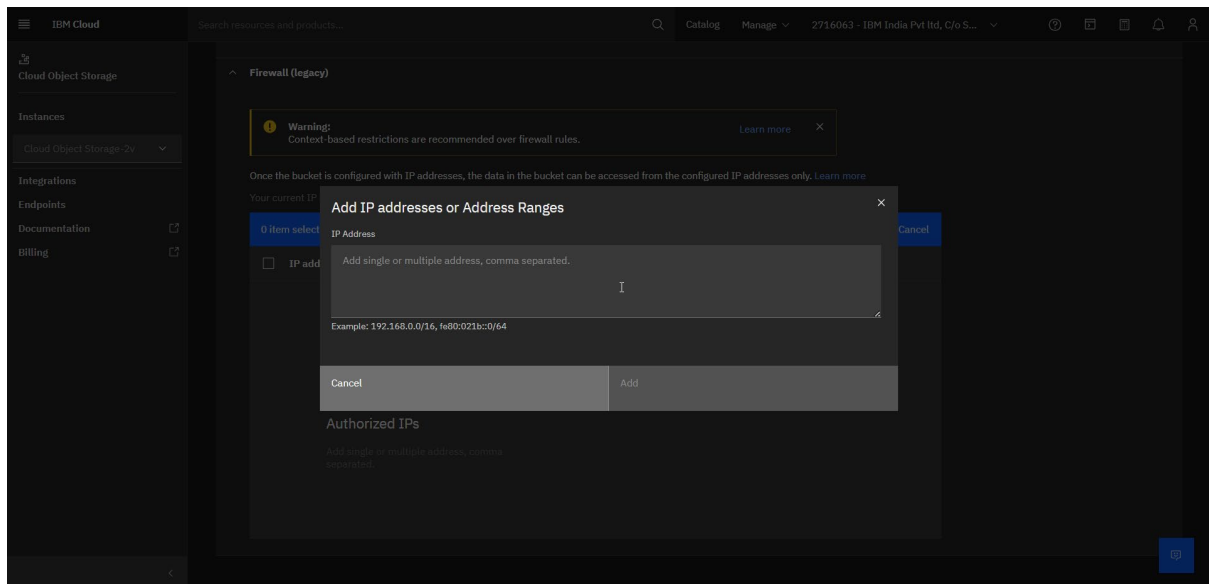 IBM Cloud
Search resources and products...
Catalog
Manage
2716063 - IBM India Pvt ltd, C/o S...
Cloud Object Storage
Instances
Cloud Object Storage-2v
Integrations
Endpoints
Documentation
Billing
Firewall (legacy)
Warning:
Context-based restrictions are recommended over firewall rules.
Learn more
Once the bucket is configured with IP addresses, the data in the bucket can be accessed from the configured IP addresses only. Learn more
Your current IP
0 item select
Cancel
IP add
Add IP addresses or Address Ranges
IP Address
Add single or multiple address, comma separated.
Example: 192.168.0.0/16, fe80:021b::0/64
Cancel
Add
Authorized IPs
Add single or multiple address, comma
separated.